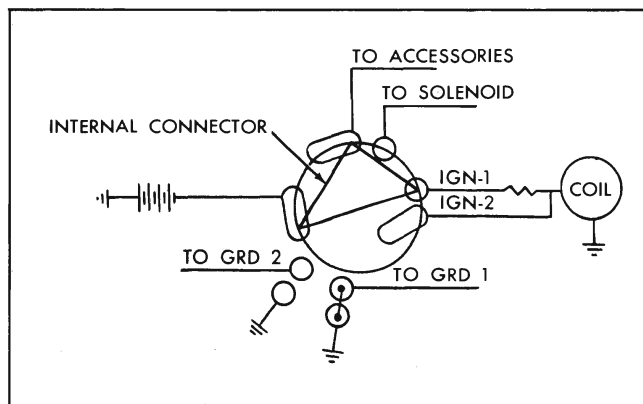 TO ACCESSORIES
TO SOLENOID
INTERNAL CONNECTOR
IGN-1
COIL
IGN-2
TO GRD 2
TO GRD 1